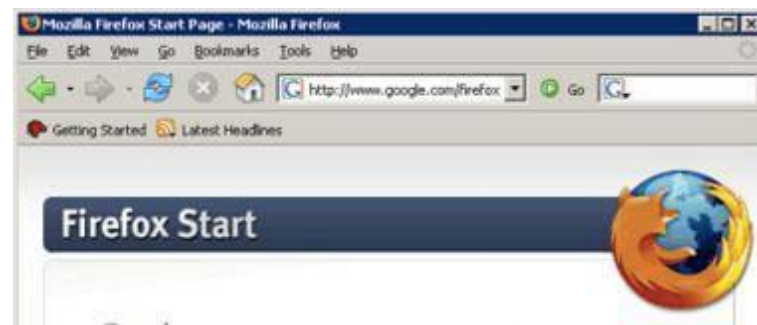 Mozilla Firefox Start Page - Mozilla Firefox
File Edit View Go Bookmarks Tools Help
http://www.google.com/firefox Go G
Getting Started Latest Headlines
Firefox Start